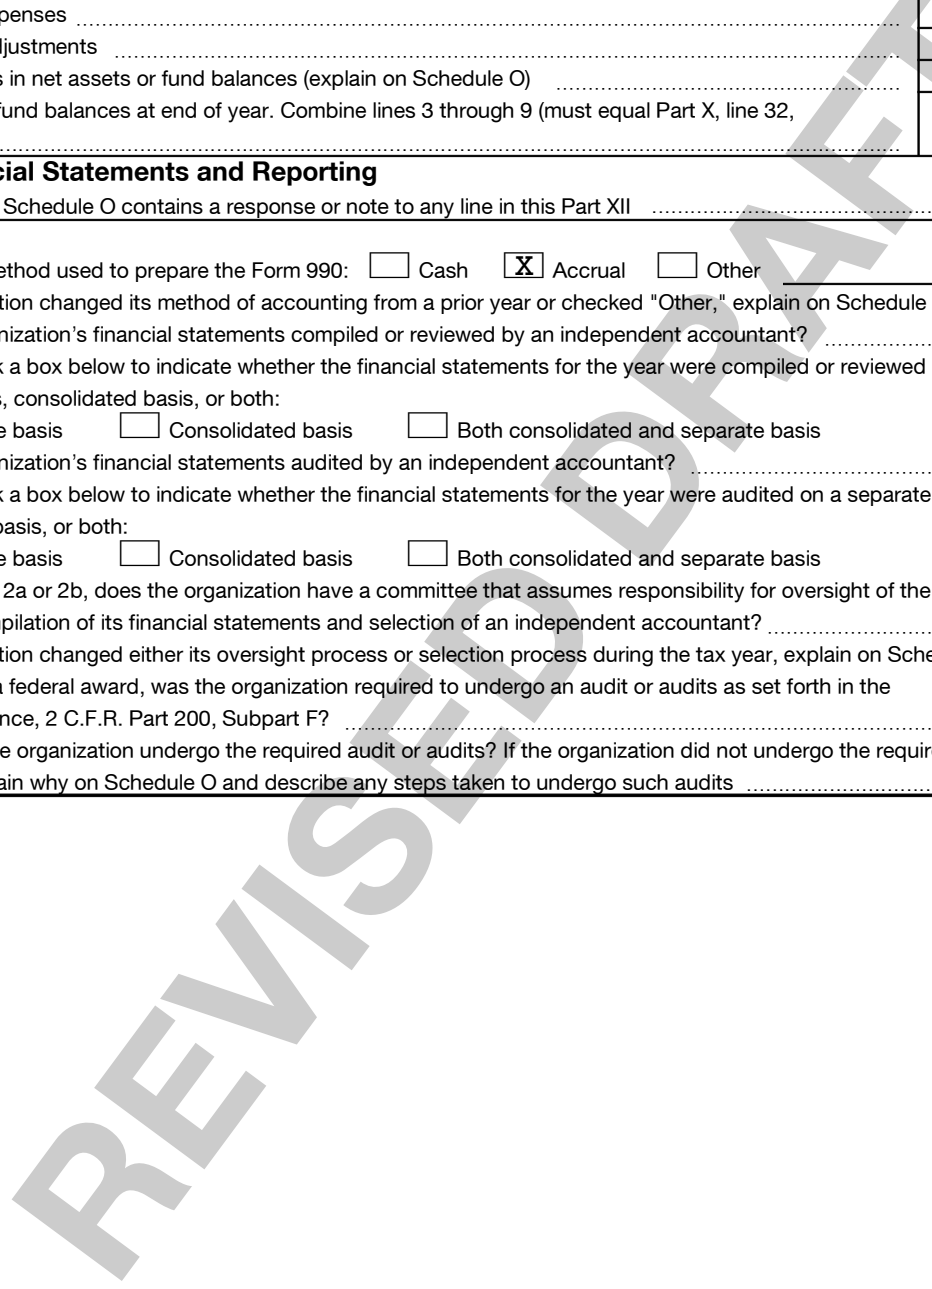 penses
ljustments
s in net assets or fund balances (explain on Schedule O)
fund balances at end of year. Combine lines 3 through 9 (must equal Part X, line 32,
cial Statements and Reporting
Schedule O contains a response or note to any line in this Part XII
ethod used to prepare the Form 990: Cash X Accrual Other
tion changed its method of accounting from a prior year or checked "Other," explain on Schedule
nization’s financial statements compiled or reviewed by an independent accountant?
k a box below to indicate whether the financial statements for the year were compiled or reviewed
s, consolidated basis, or both:
e basis Consolidated basis Both consolidated and separate basis
nization’s financial statements audited by an independent accountant?
k a box below to indicate whether the financial statements for the year were audited on a separate
basis, or both:
e basis Consolidated basis Both consolidated and separate basis
2a or 2b, does the organization have a committee that assumes responsibility for oversight of the
npilation of its financial statements and selection of an independent accountant?
tion changed either its oversight process or selection process during the tax year, explain on Sche
a federal award, was the organization required to undergo an audit or audits as set forth in the
nce, 2 C.F.R. Part 200, Subpart F?
e organization undergo the required audit or audits? If the organization did not undergo the requir
ain why on Schedule O and describe any steps taken to undergo such audits
REVISED DRAFT